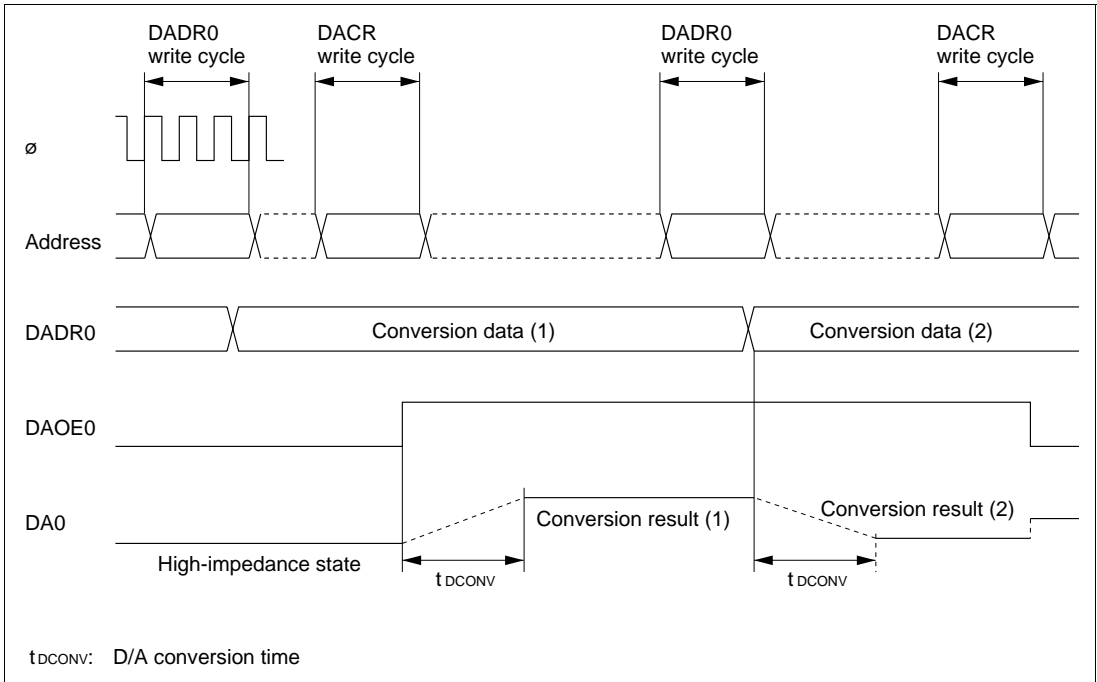 DADR0
write cycle
DACR
write cycle
DADR0
write cycle
DACR
write cycle
ø
Address
DADR0
Conversion data (1)
Conversion data (2)
DAOE0
DA0
Conversion result (1)
Conversion result (2)
High-impedance state
t DCONV
t DCONV
t DCONV: D/A conversion time